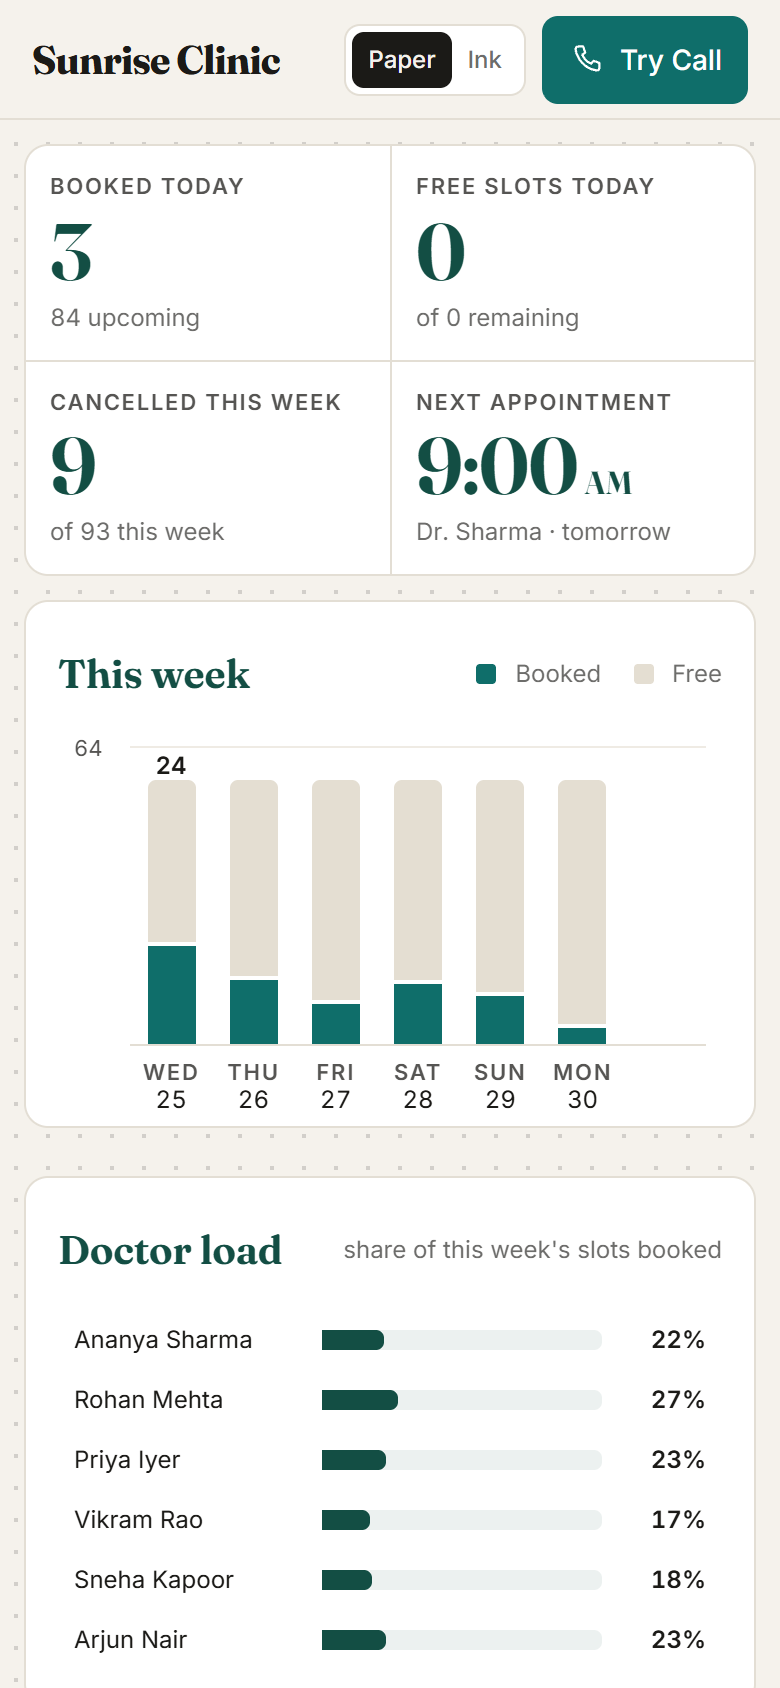 Sunrise Clinic
Paper
Ink
Try Call
BOOKED TODAY
3
84 upcoming
FREE SLOTS TODAY
0
of 0 remaining
CANCELLED THIS WEEK
9
of 93 this week
NEXT APPOINTMENT
9:00 AM
Dr. Sharma · tomorrow
This week
Booked
Free
64
24
WED THU FRI SAT SUN MON
25 26 27 28 29 30
Doctor load
share of this week's slots booked
Ananya Sharma 22%
Rohan Mehta 27%
Priya Iyer 23%
Vikram Rao 17%
Sneha Kapoor 18%
Arjun Nair 23%